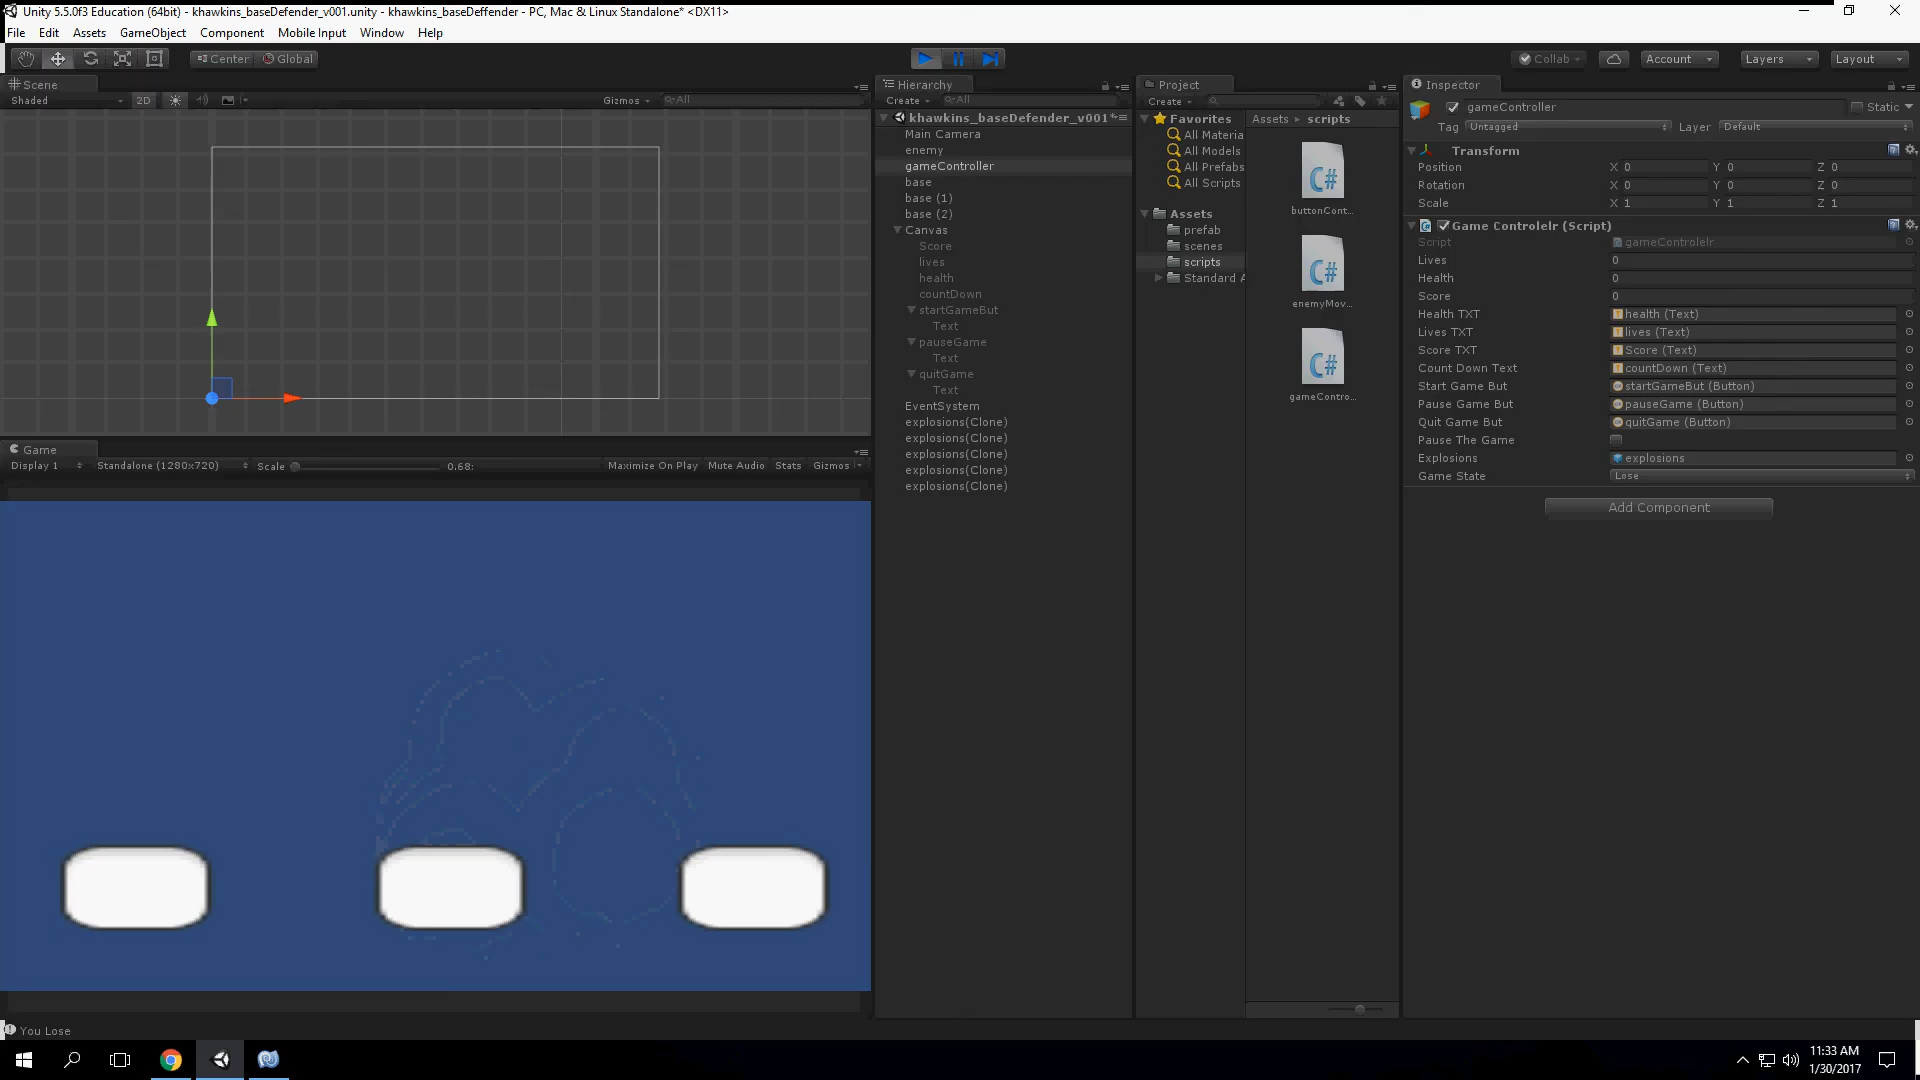 Unity 5.5.0f3 Education (64bit) - khawkins_baseDefender_v001.unity - khawkins_baseDeffender - PC, Mac & Linux Standalone* <DX11>
File Edit Assets GameObject Component Mobile Input Window Help
Center Global Collab Account Layers Layout
Scene
Shaded 2D Gizmos All
Game
Display 1 Standalone (1280x720) Scale 0.68: Maximize On Play Mute Audio Stats Gizmos
You Lose
Hierarchy
Create All
khawkins_baseDefender_v001*
Main Camera
enemy
gameController
base
base (1)
base (2)
Canvas
Score
lives
health
countDown
startGameBut
Text
pauseGame
Text
quitGame
Text
EventSystem
explosions(Clone)
explosions(Clone)
explosions(Clone)
explosions(Clone)
explosions(Clone)
Project
Create
Favorites
All Materia
All Models
All Prefabs
All Scripts
Assets
prefab
scenes
scripts
Standard A
Assets scripts
C#
buttonCont...
C#
enemyMov...
C#
gameContro...
Inspector
gameController Static
Tag Untagged Layer Default
Transform
Position X 0 Y 0 Z 0
Rotation X 0 Y 0 Z 0
Scale X 1 Y 1 Z 1
Game Controlelr (Script)
Script gameControlelr
Lives 0
Health 0
Score 0
Health TXT health (Text)
Lives TXT lives (Text)
Score TXT Score (Text)
Count Down Text countDown (Text)
Start Game But startGameBut (Button)
Pause Game But pauseGame (Button)
Quit Game But quitGame (Button)
Pause The Game
Explosions explosions
Game State Lose
Add Component
11:33 AM
1/30/2017